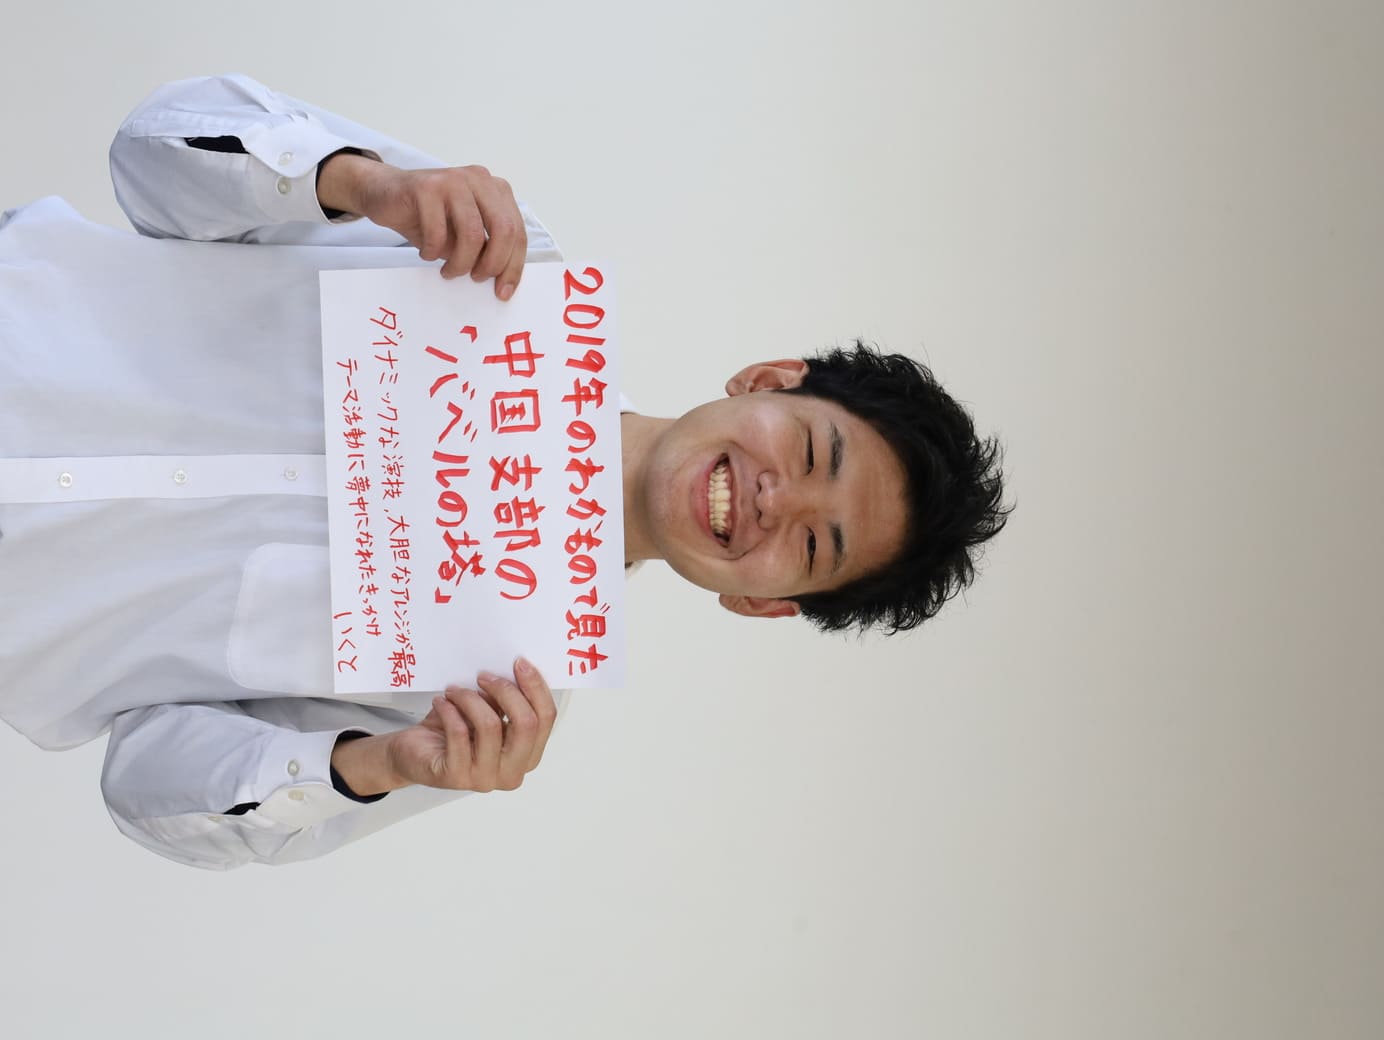 2019年のわかもので見た
中国支部の
「バベルの塔」
ダイナミックな演技,大胆なアレンジが最高
テーマ活動に夢中になれたきっかけ
いくと